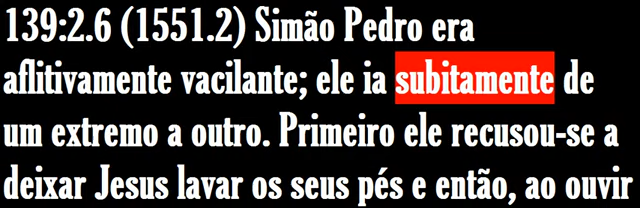 139:2.6 (1551.2) Simão Pedro era
aflitivamente vacilante; ele ia subitamente de
um extremo a outro. Primeiro ele recusou-se a
deixar Jesus lavar os seus pés e então, ao ouvir